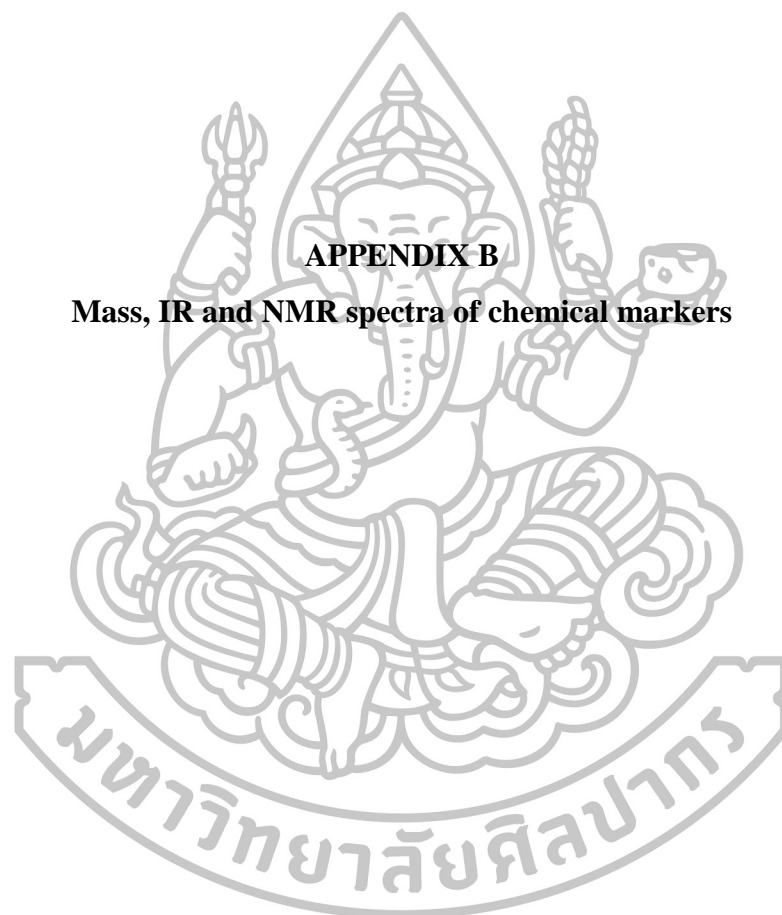 APPENDIX B
Mass, IR and NMR spectra of chemical markers
มหาวิทยาลัยศิลปากร